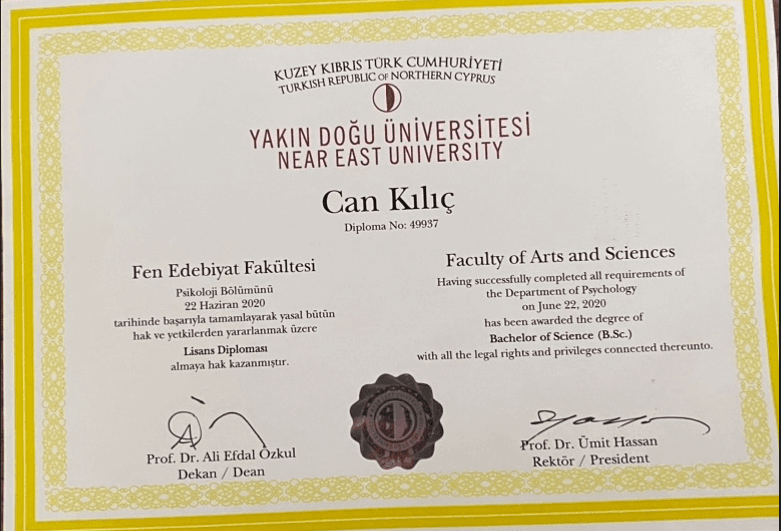 KUZEY KIBRIS TÜRK CUMHURİYETİ
TURKISH REPUBLIC OF NORTHERN CYPRUS
YAKIN DOĞU ÜNİVERSİTESİ
NEAR EAST UNIVERSITY
Can Kılıç
Diploma No: 49937
Fen Edebiyat Fakültesi
Psikoloji Bölümünü
22 Haziran 2020
tarihinde başarıyla tamamlayarak yasal bütün
hak ve yetkilerden yararlanmak üzere
Lisans Diploması
almaya hak kazanmıştır.
Faculty of Arts and Sciences
Having successfully completed all requirements of
the Department of Psychology
on June 22, 2020
has been awarded the degree of
Bachelor of Science (B.Sc.)
with all the legal rights and privileges connected thereunto.
Prof. Dr. Ali Efdal Özkul
Dekan / Dean
Prof. Dr. Ümit Hassan
Rektör / President